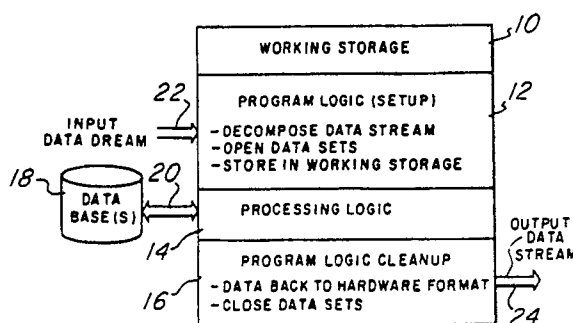 WORKING STORAGE
10
PROGRAM LOGIC (SETUP)
12
- DECOMPOSE DATA STREAM
- OPEN DATA SETS
- STORE IN WORKING STORAGE
22
INPUT
DATA DREAM
18
DATA
BASE(S)
20
PROCESSING LOGIC
14
PROGRAM LOGIC CLEANUP
16
- DATA BACK TO HARDWARE FORMAT
- CLOSE DATA SETS
OUTPUT
DATA
STREAM
24